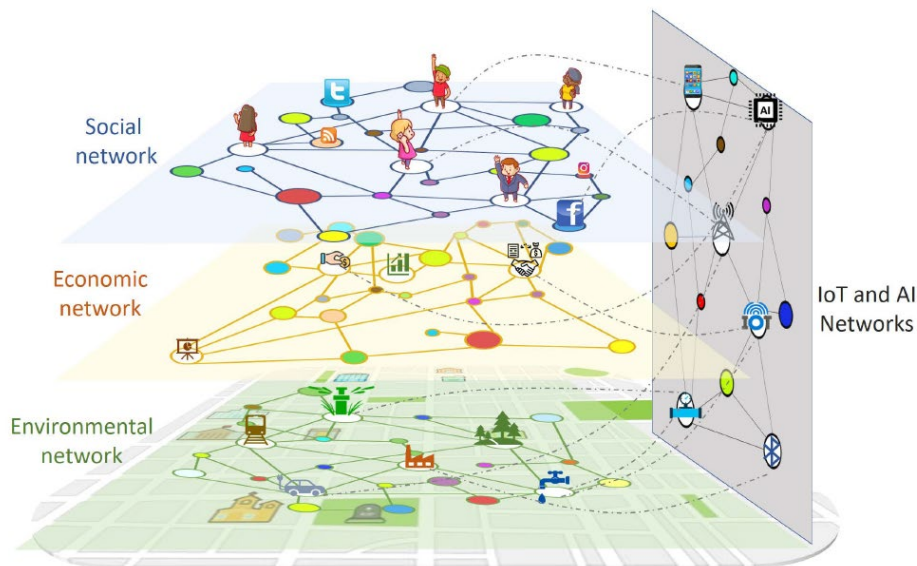 Social
network
Economic
network
Environmental
network
IoT and AI
Networks
AI
t
f
$
$